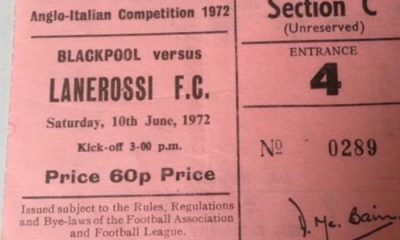 Anglo-Italian Competition 1972
BLACKPOOL versus
LANEROSSI F.C.
Saturday, 10th June, 1972
Kick-off 3-00 p.m.
Price 60p Price
Issued subject to the Rules, Regulations
and Bye-laws of the Football Association
and Football League.
Section C
(Unreserved)
ENTRANCE
4
No 0289
D. Mc. Bain